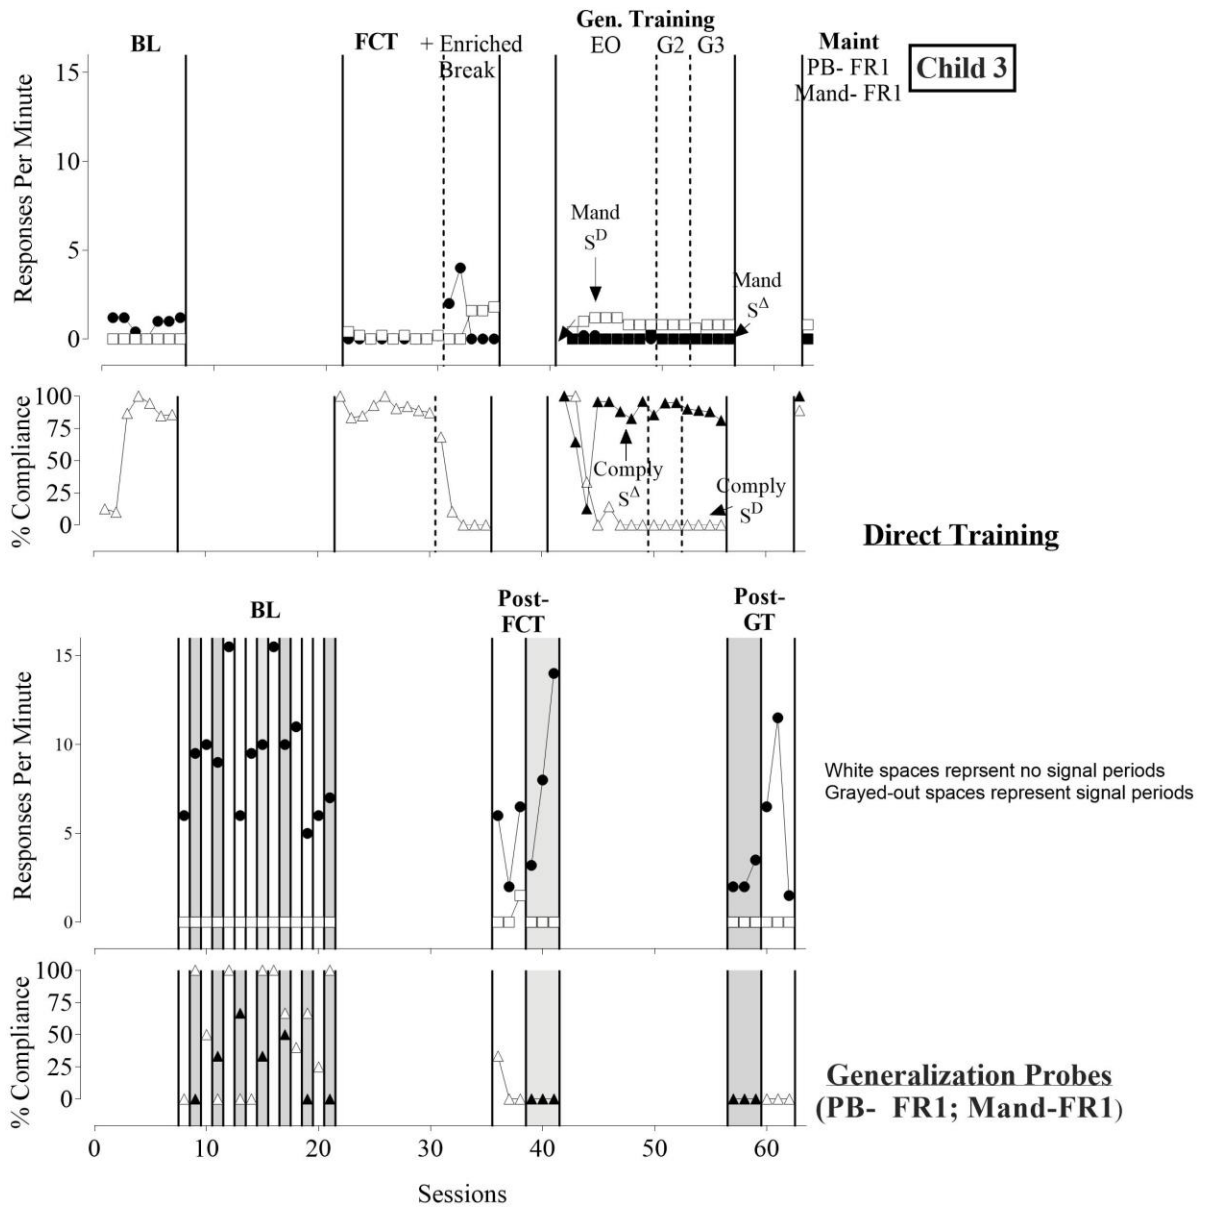 Gen. Training
BL
FCT
+ Enriched
Break
EO
G2
G3
Maint
PB- FR1
Mand- FR1
Child 3
Responses Per Minute
15
10
5
0
Mand
S^D
Mand
S^Δ
% Compliance
100
75
50
25
0
Comply
S^Δ
Comply
S^D
Direct Training
BL
Post-
FCT
Post-
GT
Responses Per Minute
15
10
5
0
White spaces reprsent no signal periods
Grayed-out spaces represent signal periods
% Compliance
100
75
50
25
0
Generalization Probes
(PB- FR1; Mand-FR1)
0 10 20 30 40 50 60
Sessions